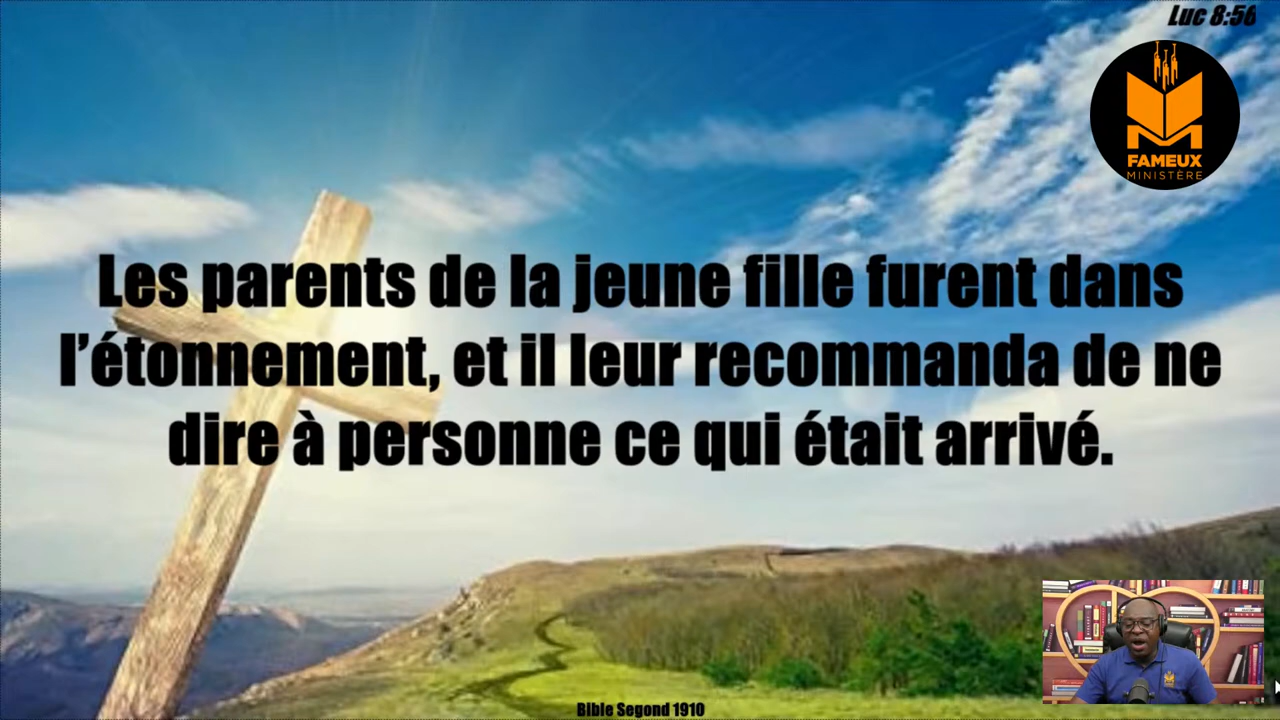 Luc 8:56
FAMEUX
MINISTÈRE
Les parents de la jeune fille furent dans
l’étonnement, et il leur recommanda de ne
dire à personne ce qui était arrivé.
Bible Segond 1910